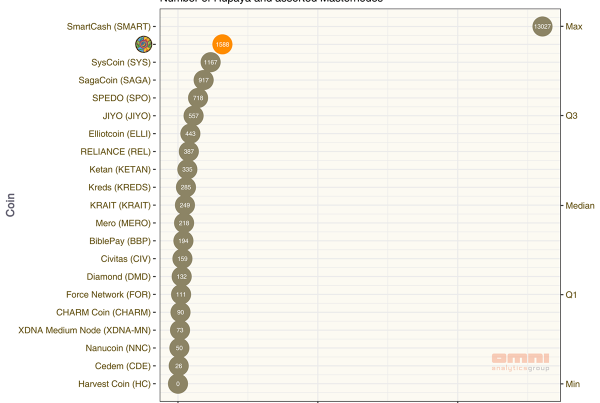 Number of Rupaya and assorted Masternodes
SmartCash (SMART) 13027 Max
1588
SysCoin (SYS) 1167
SagaCoin (SAGA) 917
SPEDO (SPO) 718
JIYO (JIYO) 557 Q3
Elliotcoin (ELLI) 443
RELIANCE (REL) 387
Ketan (KETAN) 335
Kreds (KREDS) 285
KRAIT (KRAIT) 249 Median
Mero (MERO) 218
BiblePay (BBP) 194
Civitas (CIV) 159
Diamond (DMD) 132
Force Network (FOR) 111 Q1
CHARM Coin (CHARM) 90
XDNA Medium Node (XDNA-MN) 73
Nanucoin (NNC) 50
Cedem (CDE) 26
Harvest Coin (HC) 0 Min
Coin
omni
analyticsgroup